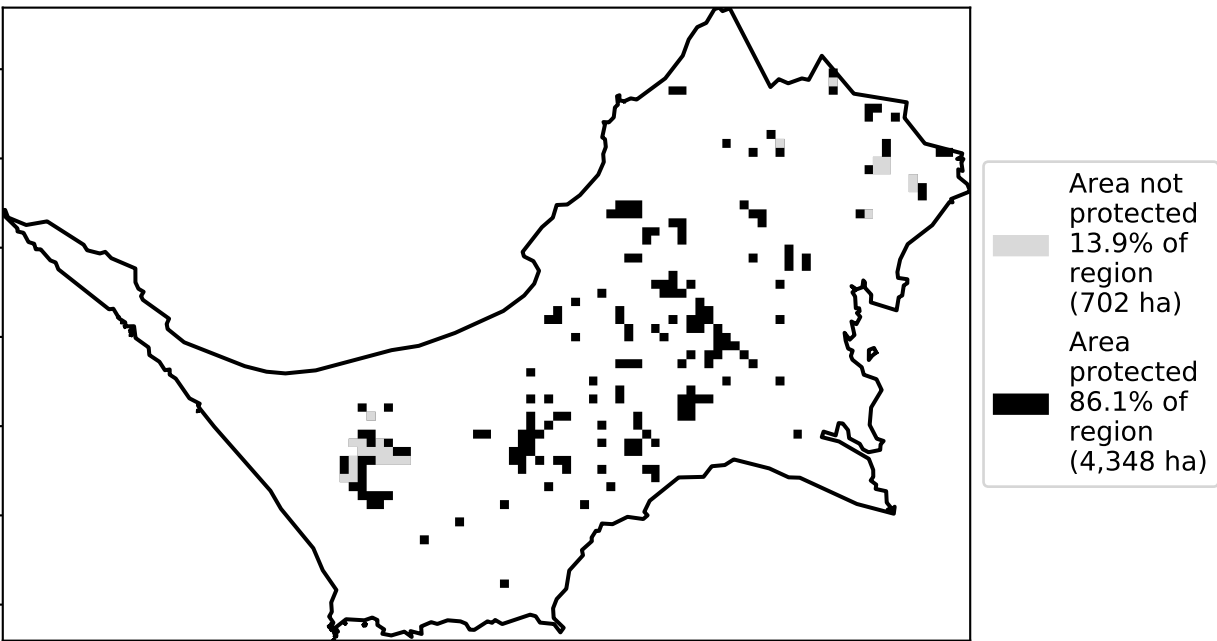 Area not
protected
13.9% of
region
(702 ha)
Area
protected
86.1% of
region
(4,348 ha)